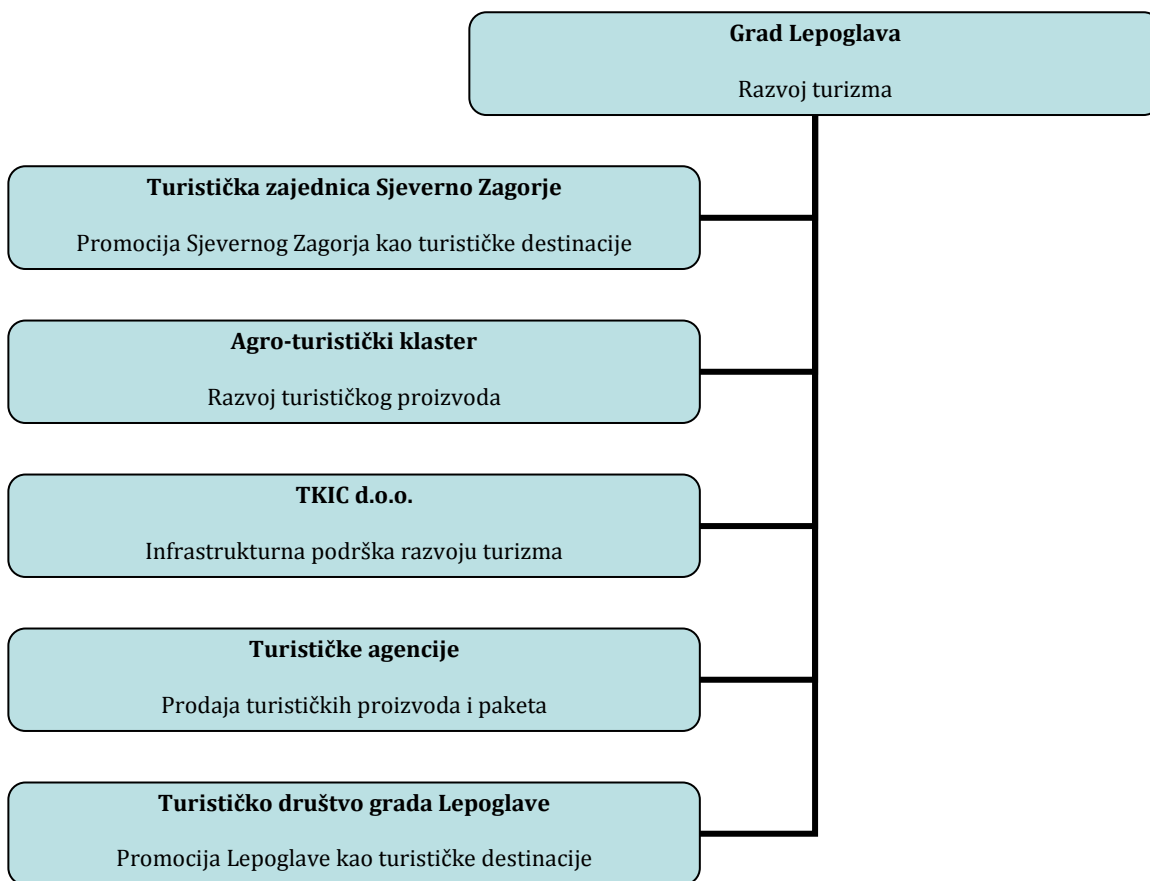 Grad Lepoglava
Razvoj turizma
Turistička zajednica Sjeverno Zagorje
Promocija Sjevernog Zagorja kao turističke destinacije
Agro-turistički klaster
Razvoj turističkog proizvoda
TKIC d.o.o.
Infrastrukturna podrška razvoju turizma
Turističke agencije
Prodaja turističkih proizvoda i paketa
Turističko društvo grada Lepoglave
Promocija Lepoglave kao turističke destinacije